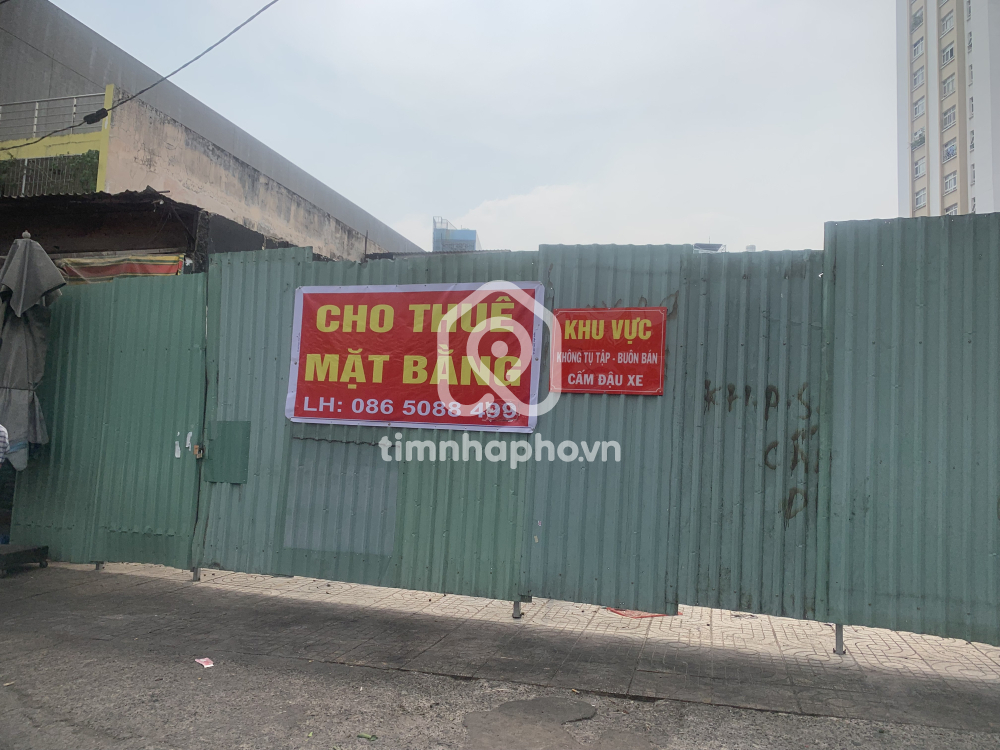 CHO THUÊ
MẶT BẰNG
LH: 086 5088 499
KHU VỰC
KHÔNG TỤ TẬP - BUÔN BÁN
CẤM ĐẬU XE
timnhapho.vn